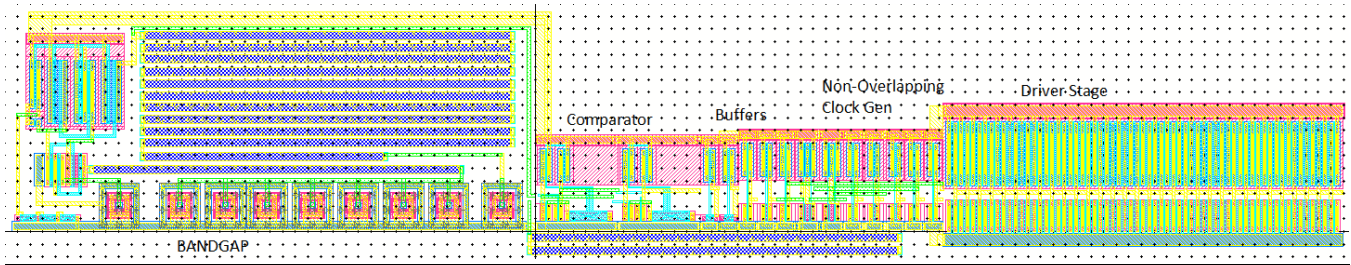 Non-Overlapping
Clock Gen
Driver Stage
Comparator
Buffers
BANDGAP